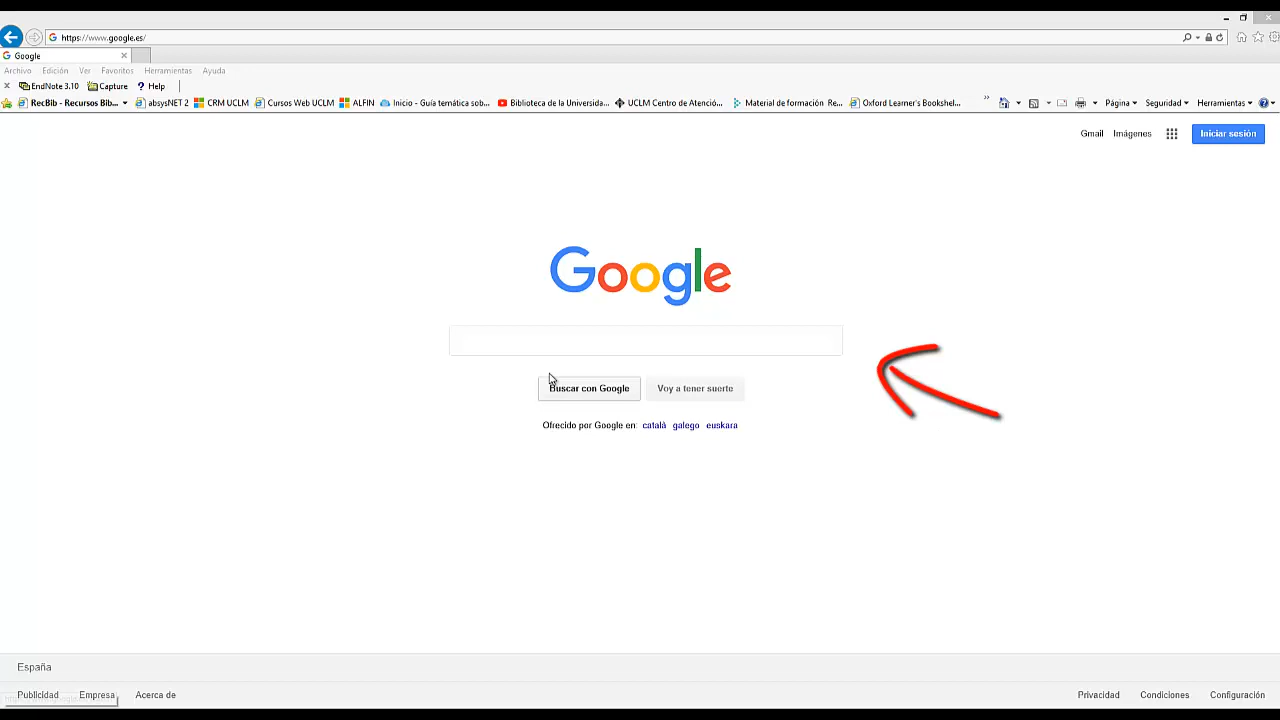 https://www.google.es/
Google
Archivo Edición Ver Favoritos Herramientas Ayuda
EndNote 3.10 Capture ? Help
RecBib - Recursos Bib... absysNET 2 CRM UCLM Cursos Web UCLM ALFIN Inicio - Guía temática sob... Biblioteca de la Universida... UCLM Centro de Atenció... Material de formación Re... Oxford Learner's Bookshel... » Página Seguridad Herramientas
Gmail Imágenes Iniciar sesión
Google
Buscar con Google Voy a tener suerte
Ofrecido por Google en: català galego euskara
España
Publicidad Empresa Acerca de Privacidad Condiciones Configuración